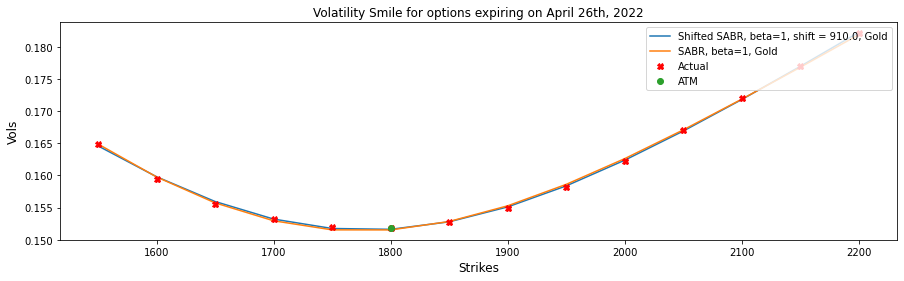 Volatility Smile for options expiring on April 26th, 2022
Shifted SABR, beta=1, shift = 910.0, Gold
SABR, beta=1, Gold
Actual
ATM
Vols
0.180
0.175
0.170
0.165
0.160
0.155
0.150
1600
1700
1800
1900
2000
2100
2200
Strikes